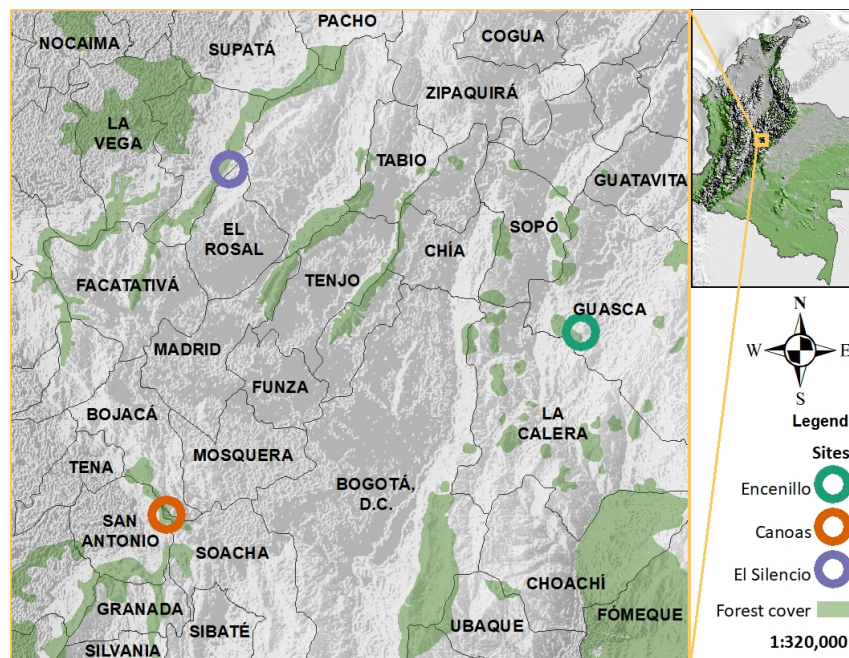 PACHO
NOCAIMA
SUPATÁ
COGUA
ZIPAQUIRÁ
LA
VEGA
TABIO
GUATAVITA
EL
ROSAL
SOPÓ
CHÍA
FACATATIVÁ
TENJO
GUASCA
MADRID
FUNZA
BOJACÁ
LA
CALERA
MOSQUERA
TENA
BOGOTÁ,
D.C.
SAN
ANTONIO
SOACHA
CHOACHÍ
GRANADA
FÓMEQUE
SIBATÉ
UBAQUE
SILVANIA
N
W
E
S
Legend
Sites
Encenillo
Canoas
El Silencio
Forest cover
1:320,000